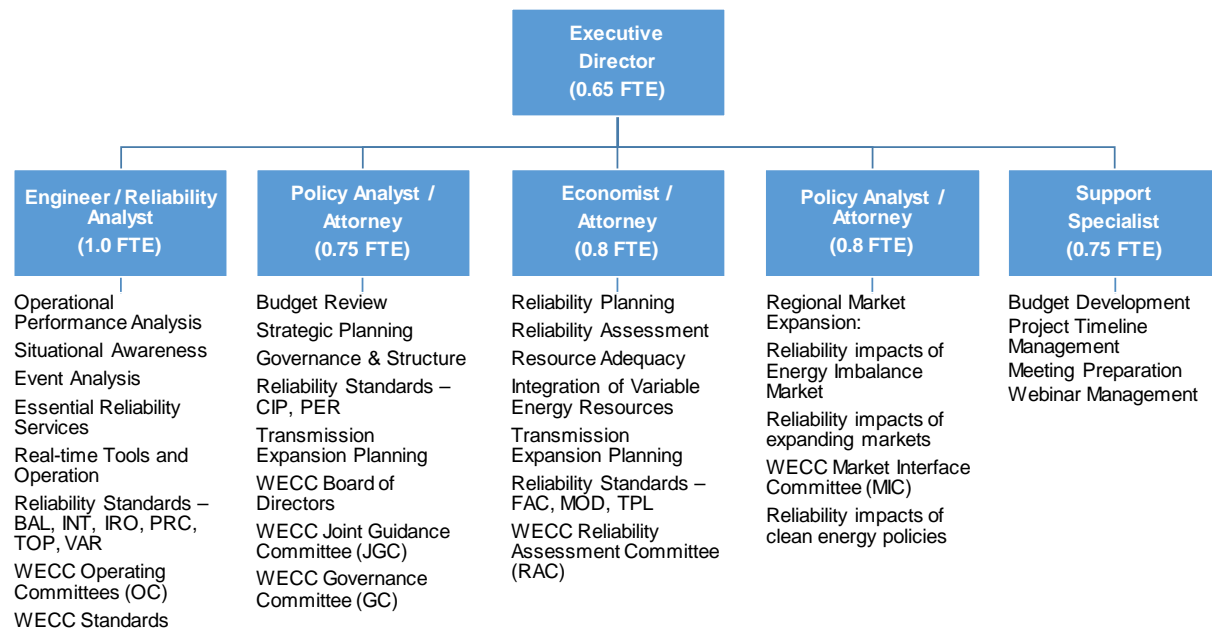 Executive
Director
(0.65 FTE)
Engineer / Reliability
Analyst
(1.0 FTE)
Policy Analyst /
Attorney
(0.75 FTE)
Economist /
Attorney
(0.8 FTE)
Policy Analyst /
Attorney
(0.8 FTE)
Support
Specialist
(0.75 FTE)
Operational
Performance Analysis
Situational Awareness
Event Analysis
Essential Reliability
Services
Real-time Tools and
Operation
Reliability Standards –
BAL, INT, IRO, PRC,
TOP, VAR
WECC Operating
Committees (OC)
WECC Standards
Budget Review
Strategic Planning
Governance & Structure
Reliability Standards –
CIP, PER
Transmission
Expansion Planning
WECC Board of
Directors
WECC Joint Guidance
Committee (JGC)
WECC Governance
Committee (GC)
Reliability Planning
Reliability Assessment
Resource Adequacy
Integration of Variable
Energy Resources
Transmission
Expansion Planning
Reliability Standards –
FAC, MOD, TPL
WECC Reliability
Assessment Committee
(RAC)
Regional Market
Expansion:
Reliability impacts of
Energy Imbalance
Market
Reliability impacts of
expanding markets
WECC Market Interface
Committee (MIC)
Reliability impacts of
clean energy policies
Budget Development
Project Timeline
Management
Meeting Preparation
Webinar Management